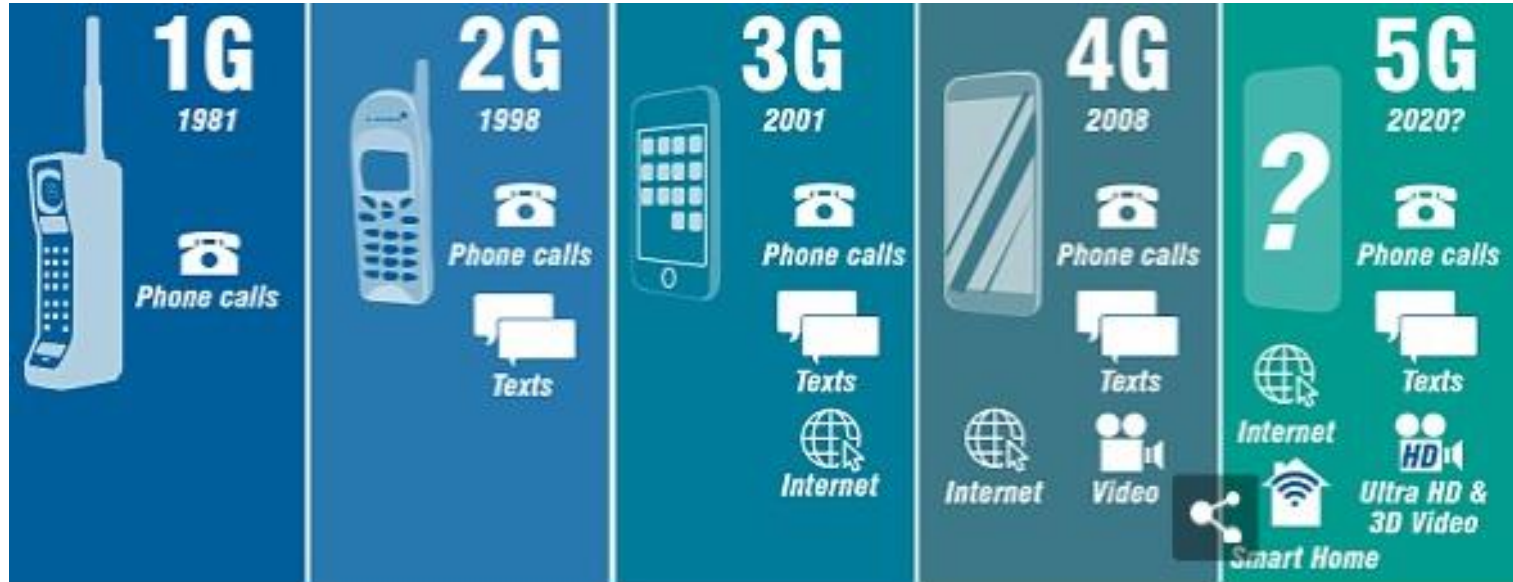 1G
1981
Phone calls
2G
1998
Phone calls
Texts
3G
2001
Phone calls
Texts
Internet
4G
2008
Phone calls
Texts
Internet
Video
5G
2020?
?
Phone calls
Texts
Internet
HD
Ultra HD &
3D Video
Smart Home